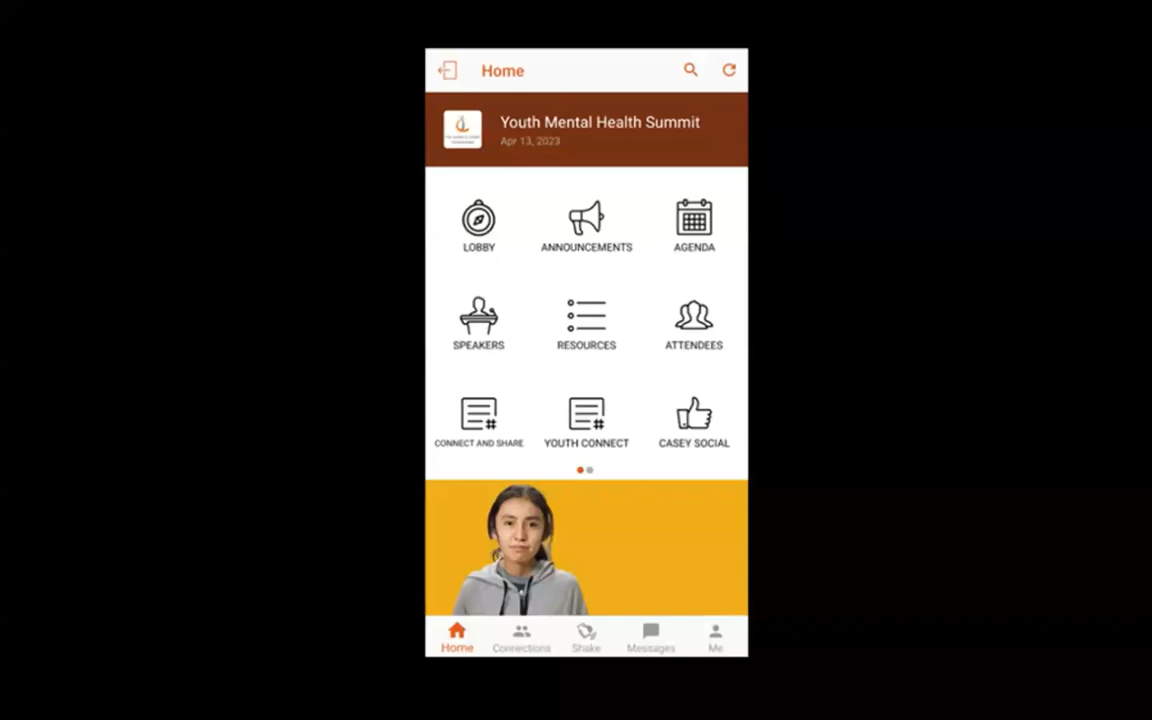 Home
Youth Mental Health Summit
Apr 13, 2023
LOBBY
ANNOUNCEMENTS
AGENDA
SPEAKERS
RESOURCES
ATTENDEES
CONNECT AND SHARE
YOUTH CONNECT
CASEY SOCIAL
Home
Connections
Shake
Messages
Me